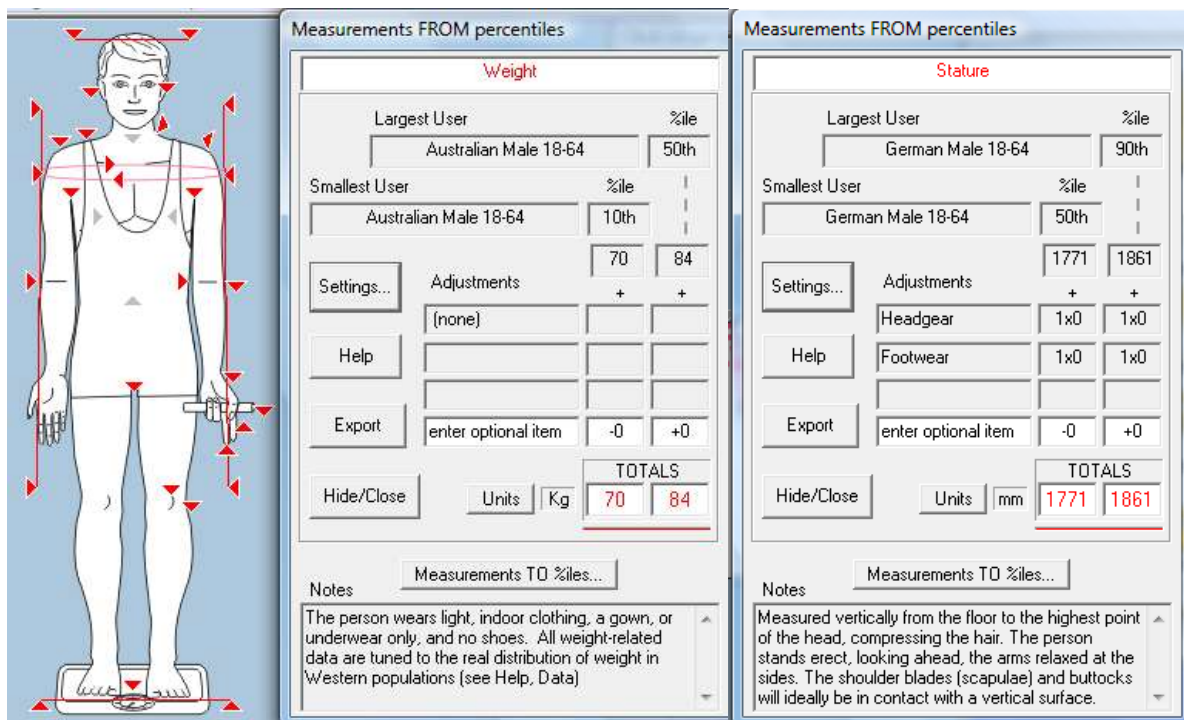 Measurements FROM percentiles
Weight
Largest User %ile
Australian Male 18-64 50th
Smallest User %ile
Australian Male 18-64 10th
70 84
Settings... Adjustments + +
(none)
Help
Export enter optional item -0 +0
TOTALS
Hide/Close Units Kg 70 84
Measurements TO %iles...
Notes
The person wears light, indoor clothing, a gown, or
underwear only, and no shoes. All weight-related
data are tuned to the real distribution of weight in
Western populations (see Help, Data)
Measurements FROM percentiles
Stature
Largest User %ile
German Male 18-64 90th
Smallest User %ile
German Male 18-64 50th
1771 1861
Settings... Adjustments + +
Headgear 1x0 1x0
Help Footwear 1x0 1x0
Export enter optional item -0 +0
TOTALS
Hide/Close Units mm 1771 1861
Measurements TO %iles...
Notes
Measured vertically from the floor to the highest point
of the head, compressing the hair. The person
stands erect, looking ahead, the arms relaxed at the
sides. The shoulder blades (scapulae) and buttocks
will ideally be in contact with a vertical surface.